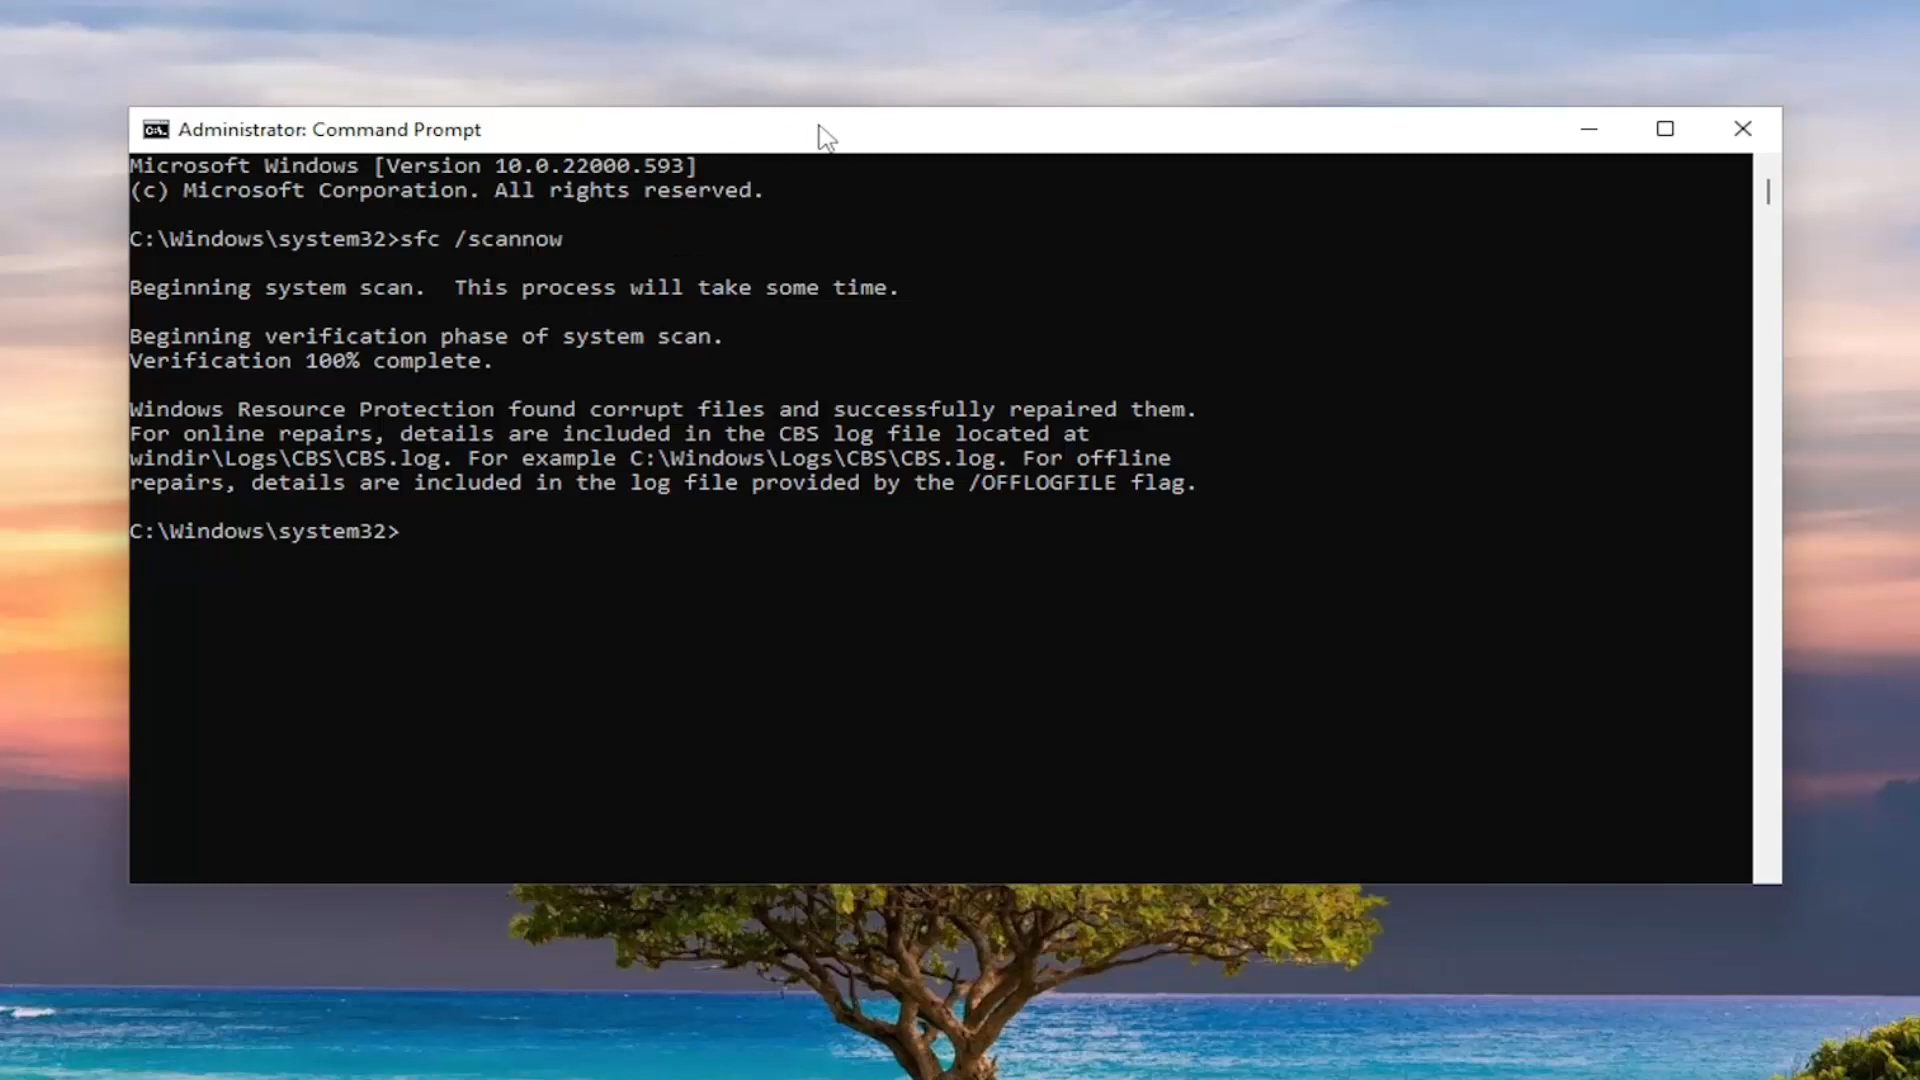 Administrator: Command Prompt
Microsoft Windows [Version 10.0.22000.593]
(c) Microsoft Corporation. All rights reserved.
C:\Windows\system32>sfc /scannow
Beginning system scan.  This process will take some time.
Beginning verification phase of system scan.
Verification 100% complete.
Windows Resource Protection found corrupt files and successfully repaired them.
For online repairs, details are included in the CBS log file located at
windir\Logs\CBS\CBS.log. For example C:\Windows\Logs\CBS\CBS.log. For offline
repairs, details are included in the log file provided by the /OFFLOGFILE flag.
C:\Windows\system32>